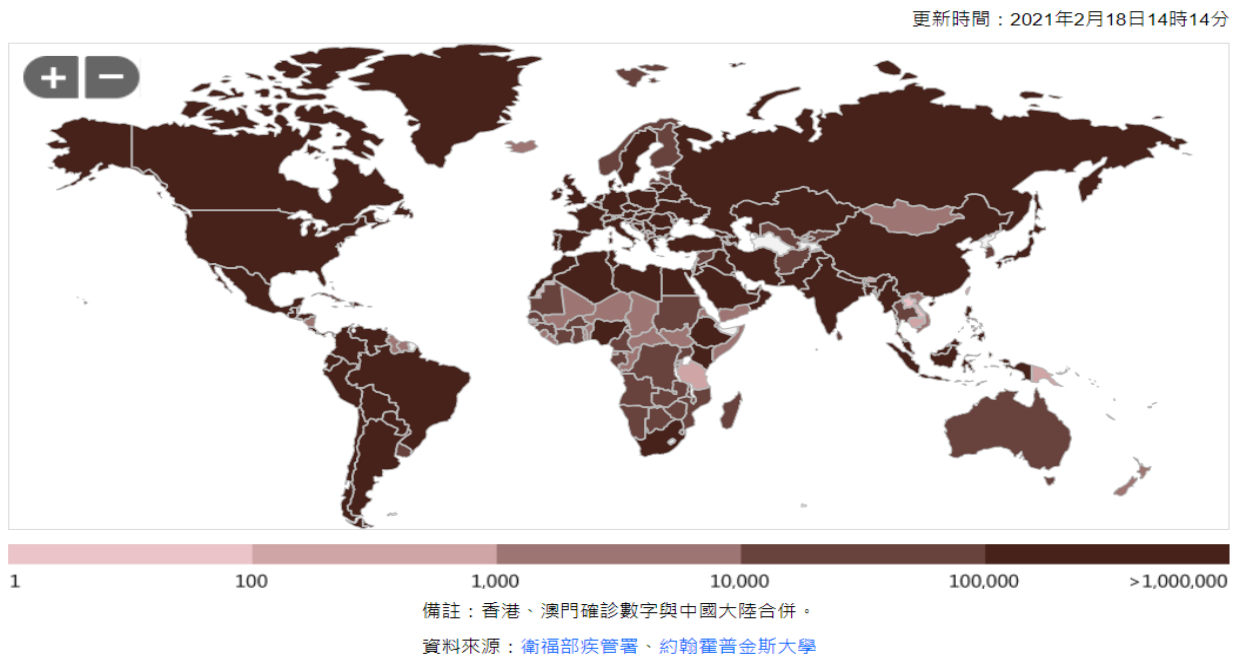 更新時間：2021年2月18日14時14分
+ −
1 100 1,000 10,000 100,000 >1,000,000
備註：香港、澳門確診數字與中國大陸合併。
資料來源：衛福部疾管署、約翰霍普金斯大學